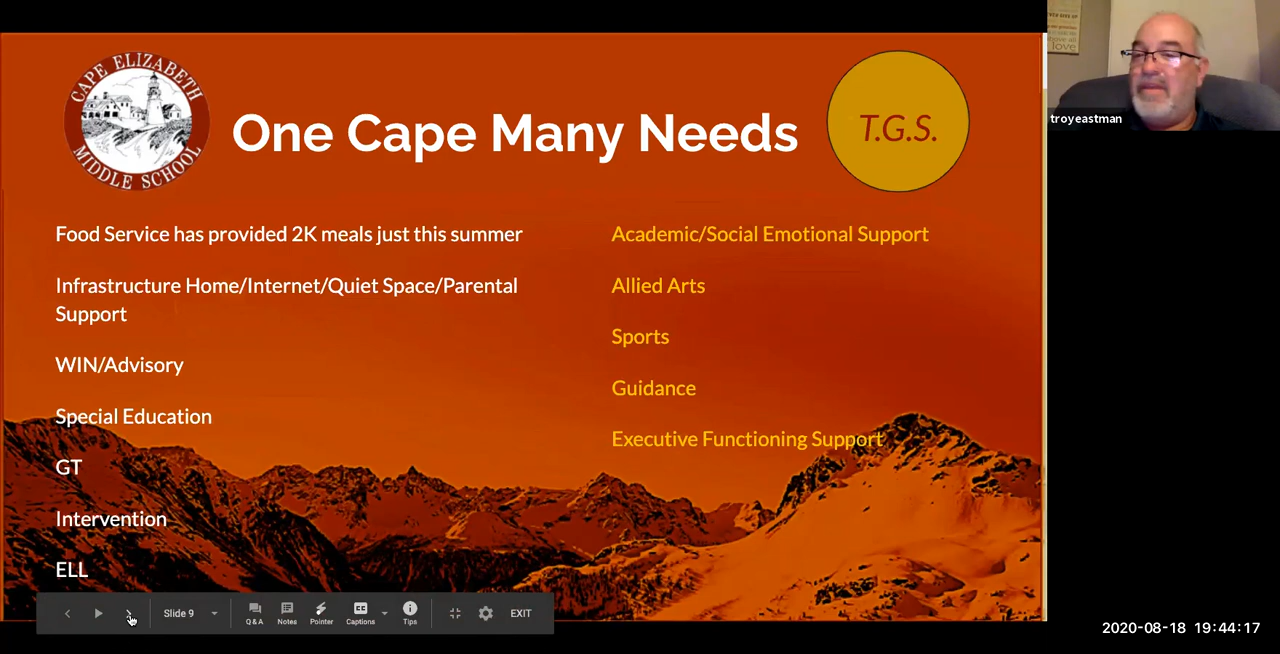 CAPE ELIZABETH
MIDDLE SCHOOL
One Cape Many Needs
T.G.S.
Food Service has provided 2K meals just this summer
Infrastructure Home/Internet/Quiet Space/Parental
Support
WIN/Advisory
Special Education
GT
Intervention
ELL
Academic/Social Emotional Support
Allied Arts
Sports
Guidance
Executive Functioning Support
Slide 9
Q & A
Notes
Pointer
Captions
Tips
EXIT
love
troyeastman
2020-08-18 19:44:17